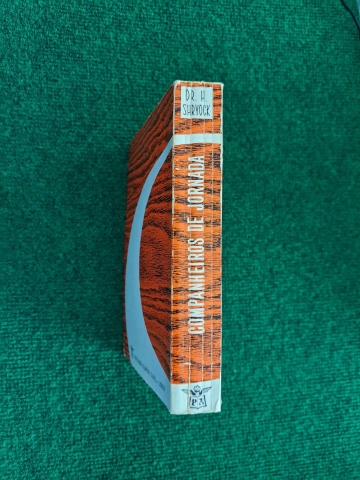 DR. H.
SHRYOCK
COMPANHEIROS DE JORNADA
P A